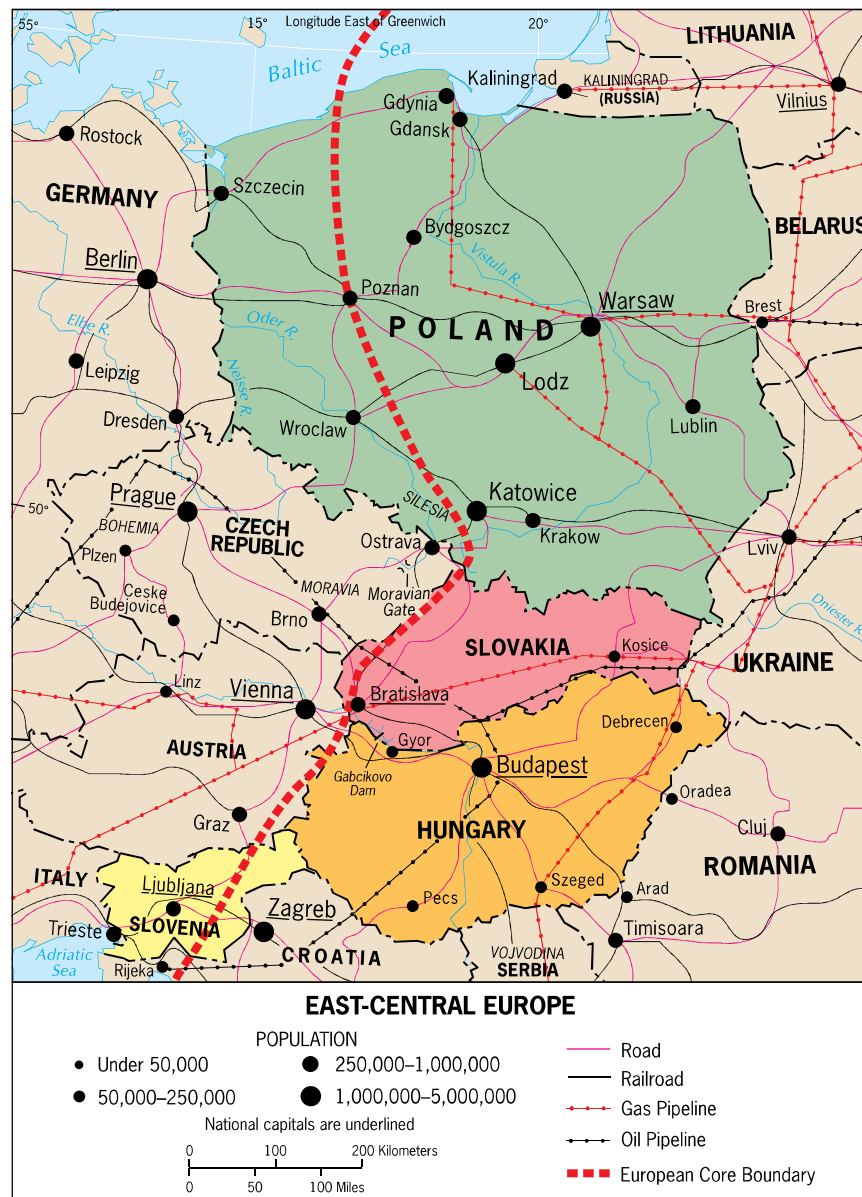 55°
15°
Longitude East of Greenwich
20°
LITHUANIA
Baltic Sea
Kaliningrad
KALININGRAD
(RUSSIA)
Gdynia
Vilnius
Gdansk
Rostock
GERMANY
Szczecin
BELARUS
Bydgoszcz
Berlin
Vistula R.
Poznan
Warsaw
Brest
Oder R.
POLAND
Elbe R.
Neisse R.
Leipzig
Lodz
Dresden
Wroclaw
Lublin
50°
Prague
SILESIA
Katowice
BOHEMIA
CZECH
REPUBLIC
Krakow
Ostrava
Lviv
Plzen
MORAVIA
Moravian
Gate
Ceske
Budejovice
Brno
Dniester R.
SLOVAKIA
Kosice
UKRAINE
Linz
Vienna
Bratislava
Debrecen
AUSTRIA
Gyor
Gabcikovo
Dam
Budapest
Oradea
Graz
HUNGARY
Cluj
ROMANIA
ITALY
Ljubljana
Szeged
Arad
SLOVENIA
Zagreb
Pecs
Trieste
Timisoara
Adriatic
Sea
CROATIA
VOJVODINA
Rijeka
SERBIA
EAST-CENTRAL EUROPE
POPULATION
Under 50,000
250,000–1,000,000
50,000–250,000
1,000,000–5,000,000
National capitals are underlined
0 100 200 Kilometers
0 50 100 Miles
Road
Railroad
Gas Pipeline
Oil Pipeline
European Core Boundary